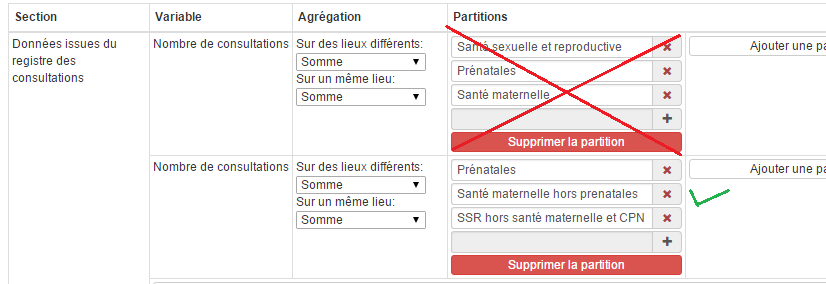 Section Variable Agrégation Partitions
Données issues du registre des consultations
Nombre de consultations
Sur des lieux différents:
Somme
Sur un même lieu:
Somme
Santé sexuelle et reproductive
Prénatales
Santé maternelle
Supprimer la partition
Ajouter une pa
Nombre de consultations
Sur des lieux différents:
Somme
Sur un même lieu:
Somme
Prénatales
Santé maternelle hors prenatales
SSR hors santé maternelle et CPN
Supprimer la partition
Ajouter une pa